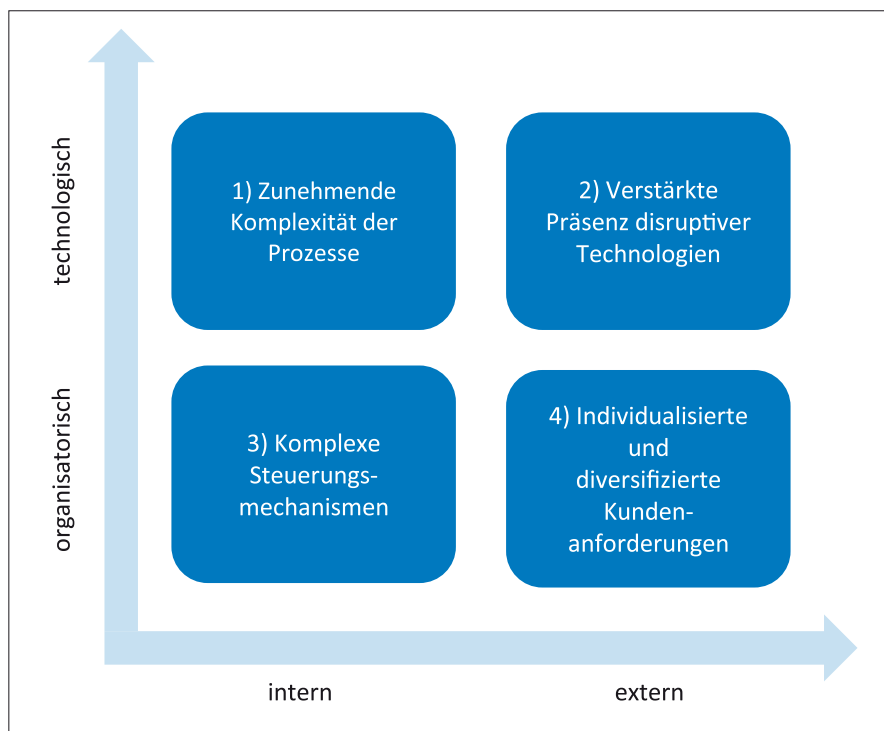 technologisch
1) Zunehmende
Komplexität der
Prozesse
2) Verstärkte
Präsenz disruptiver
Technologien
organisatorisch
3) Komplexe
Steuerungs-
mechanismen
4) Individualisierte
und
diversifizierte
Kunden-
anforderungen
intern
extern